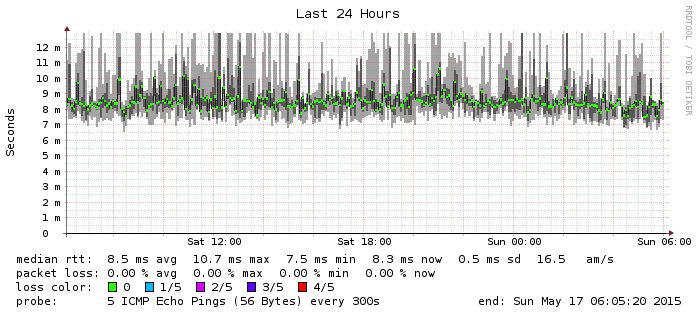 Last 24 Hours
RRDTOOL / TOBI OETIKER
Seconds
12 m
11 m
10 m
9 m
8 m
7 m
6 m
5 m
4 m
3 m
2 m
1 m
0
Sat 12:00 Sat 18:00 Sun 00:00 Sun 06:00
median rtt: 8.5 ms avg 10.7 ms max 7.5 ms min 8.3 ms now 0.5 ms sd 16.5 am/s
packet loss: 0.00 % avg 0.00 % max 0.00 % min 0.00 % now
loss color: 0 1/5 2/5 3/5 4/5
probe: 5 ICMP Echo Pings (56 Bytes) every 300s end: Sun May 17 06:05:20 2015